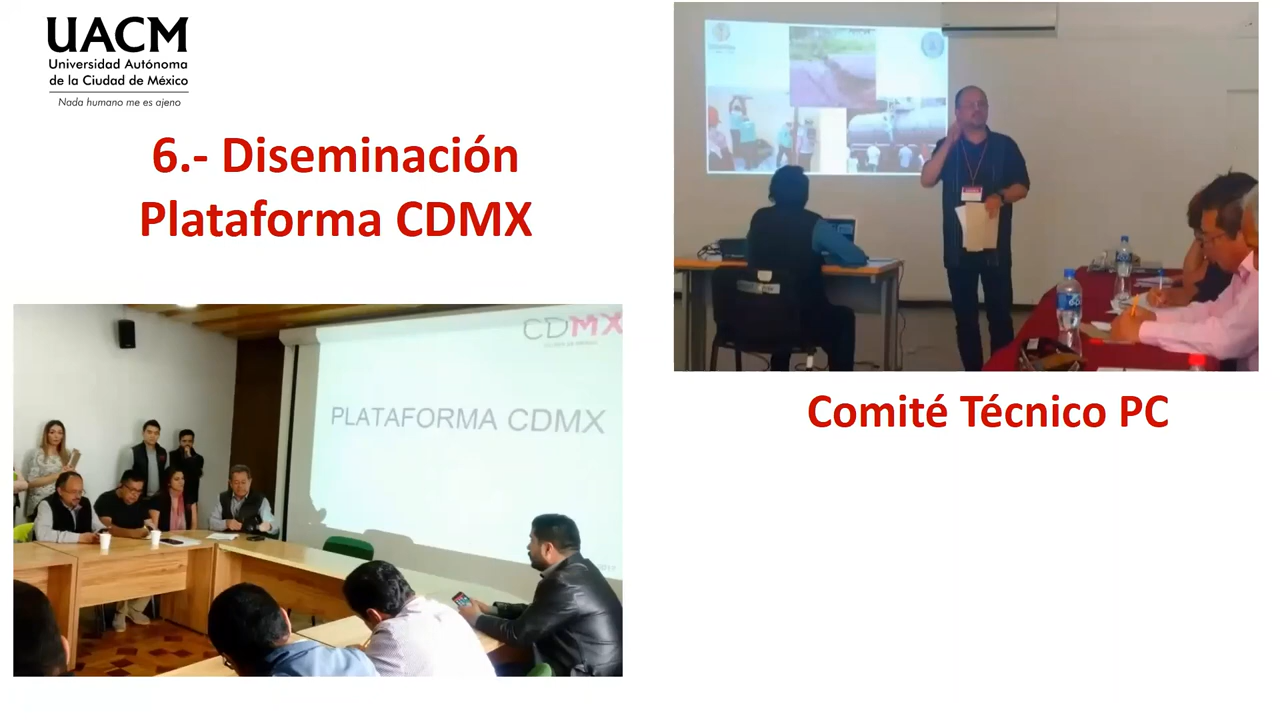 UACM
Universidad Autónoma
de la Ciudad de México
Nada humano me es ajeno
6.- Diseminación
Plataforma CDMX
CDMX
PLATAFORMA CDMX
Comité Técnico PC